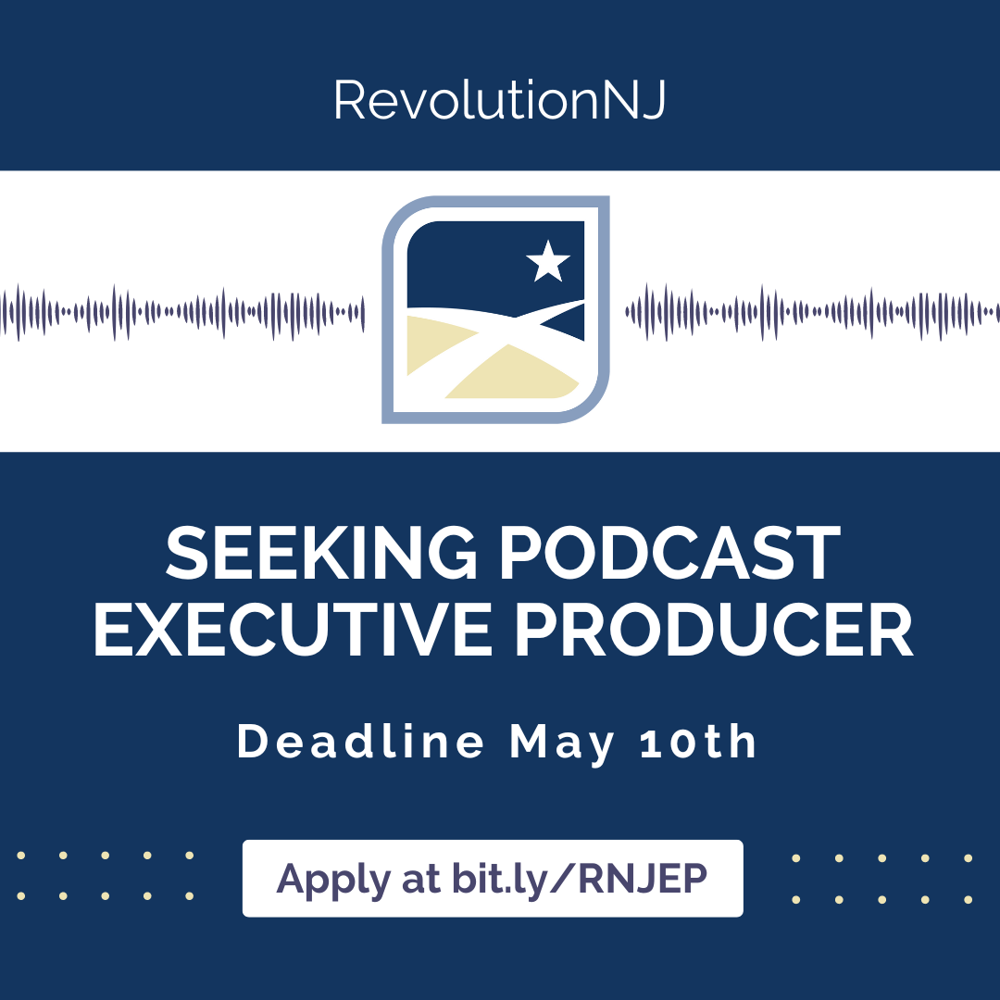 RevolutionNJ
SEEKING PODCAST
EXECUTIVE PRODUCER
Deadline May 10th
Apply at bit.ly/RNJEP